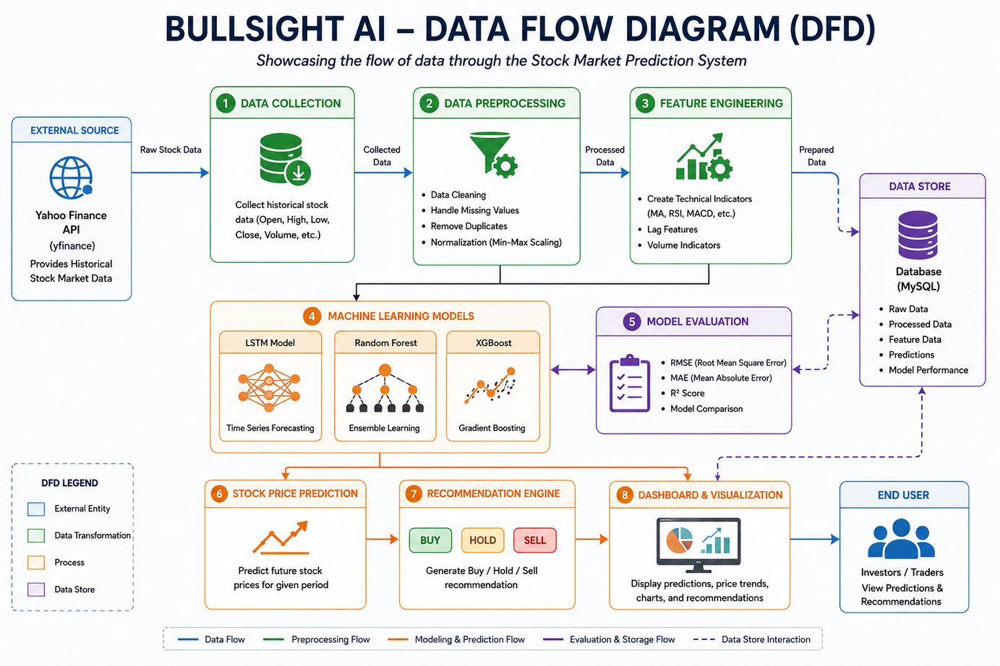 BULLSIGHT AI – DATA FLOW DIAGRAM (DFD)
Showcasing the flow of data through the Stock Market Prediction System
EXTERNAL SOURCE
Yahoo Finance
API
(yfinance)
Provides Historical
Stock Market Data
Raw Stock Data
1 DATA COLLECTION
Collect historical stock
data (Open, High, Low,
Close, Volume, etc.)
Collected
Data
2 DATA PREPROCESSING
• Data Cleaning
• Handle Missing Values
• Remove Duplicates
• Normalization (Min-Max Scaling)
Processed
Data
3 FEATURE ENGINEERING
• Create Technical Indicators
(MA, RSI, MACD, etc.)
• Lag Features
• Volume Indicators
Prepared
Data
DATA STORE
Database
(MySQL)
• Raw Data
• Processed Data
• Feature Data
• Predictions
• Model Performance
4 MACHINE LEARNING MODELS
LSTM Model
Time Series Forecasting
Random Forest
Ensemble Learning
XGBoost
Gradient Boosting
5 MODEL EVALUATION
• RMSE (Root Mean Square Error)
• MAE (Mean Absolute Error)
• R² Score
• Model Comparison
DFD LEGEND
External Entity
Data Transformation
Process
Data Store
6 STOCK PRICE PREDICTION
Predict future stock
prices for given period
7 RECOMMENDATION ENGINE
BUY
HOLD
SELL
Generate Buy / Hold / Sell
recommendation
8 DASHBOARD & VISUALIZATION
Display predictions, price trends,
charts, and recommendations
END USER
Investors / Traders
View Predictions &
Recommendations
Data Flow
Preprocessing Flow
Modeling & Prediction Flow
Evaluation & Storage Flow
Data Store Interaction